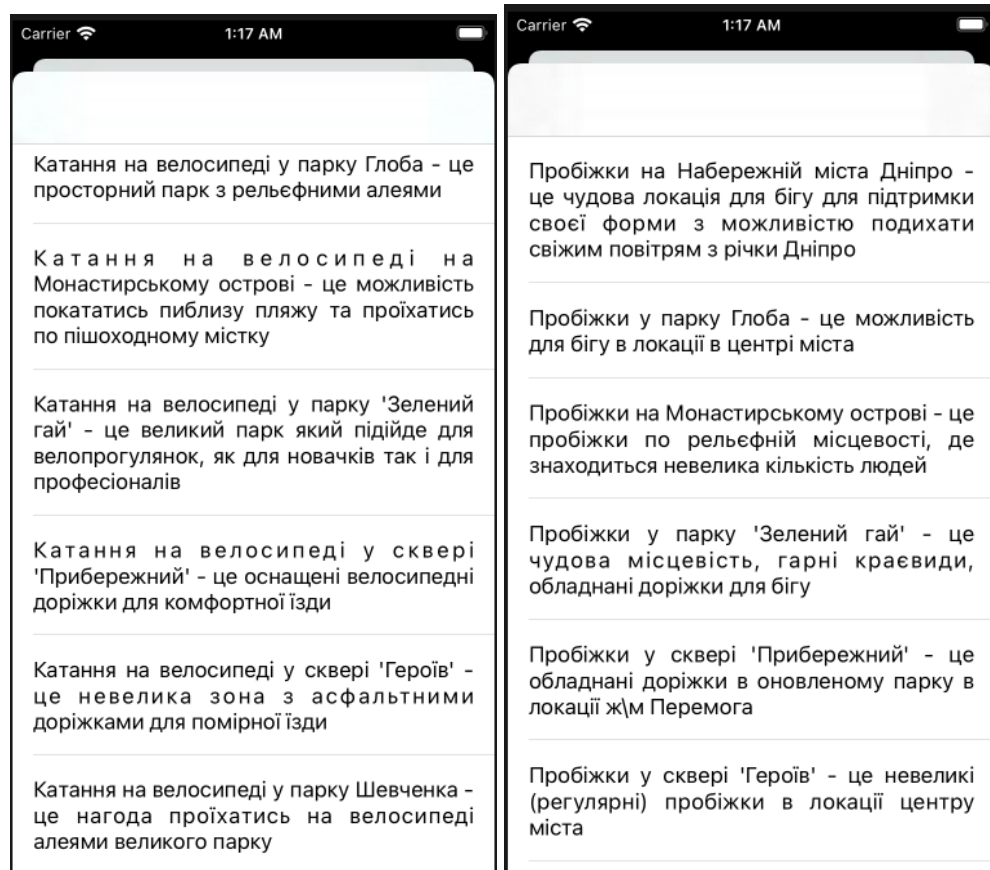 Carrier 1:17 AM
Катання на велосипеді у парку Глоба - це
просторний парк з рельєфними алеями
Катання на велосипеді на
Монастирському острові - це можливість
покататись пиблизу пляжу та проїхатись
по пішоходному містку
Катання на велосипеді у парку 'Зелений
гай' - це великий парк який підійде для
велопрогулянок, як для новачків так і для
професіоналів
Катання на велосипеді у сквері
'Прибережний' - це оснащені велосипедні
доріжки для комфортної їзди
Катання на велосипеді у сквері 'Героїв' -
це невелика зона з асфальтними
доріжками для помірної їзди
Катання на велосипеді у парку Шевченка -
це нагода проїхатись на велосипеді
алеями великого парку
Carrier 1:17 AM
Пробіжки на Набережній міста Дніпро -
це чудова локація для бігу для підтримки
своєї форми з можливістю подихати
свіжим повітрям з річки Дніпро
Пробіжки у парку Глоба - це можливість
для бігу в локації в центрі міста
Пробіжки на Монастирському острові - це
пробіжки по рельєфній місцевості, де
знаходиться невелика кількість людей
Пробіжки у парку 'Зелений гай' - це
чудова місцевість, гарні краєвиди,
обладнані доріжки для бігу
Пробіжки у сквері 'Прибережний' - це
обладнані доріжки в оновленому парку в
локації ж\м Перемога
Пробіжки у сквері 'Героїв' - це невеликі
(регулярні) пробіжки в локації центру
міста